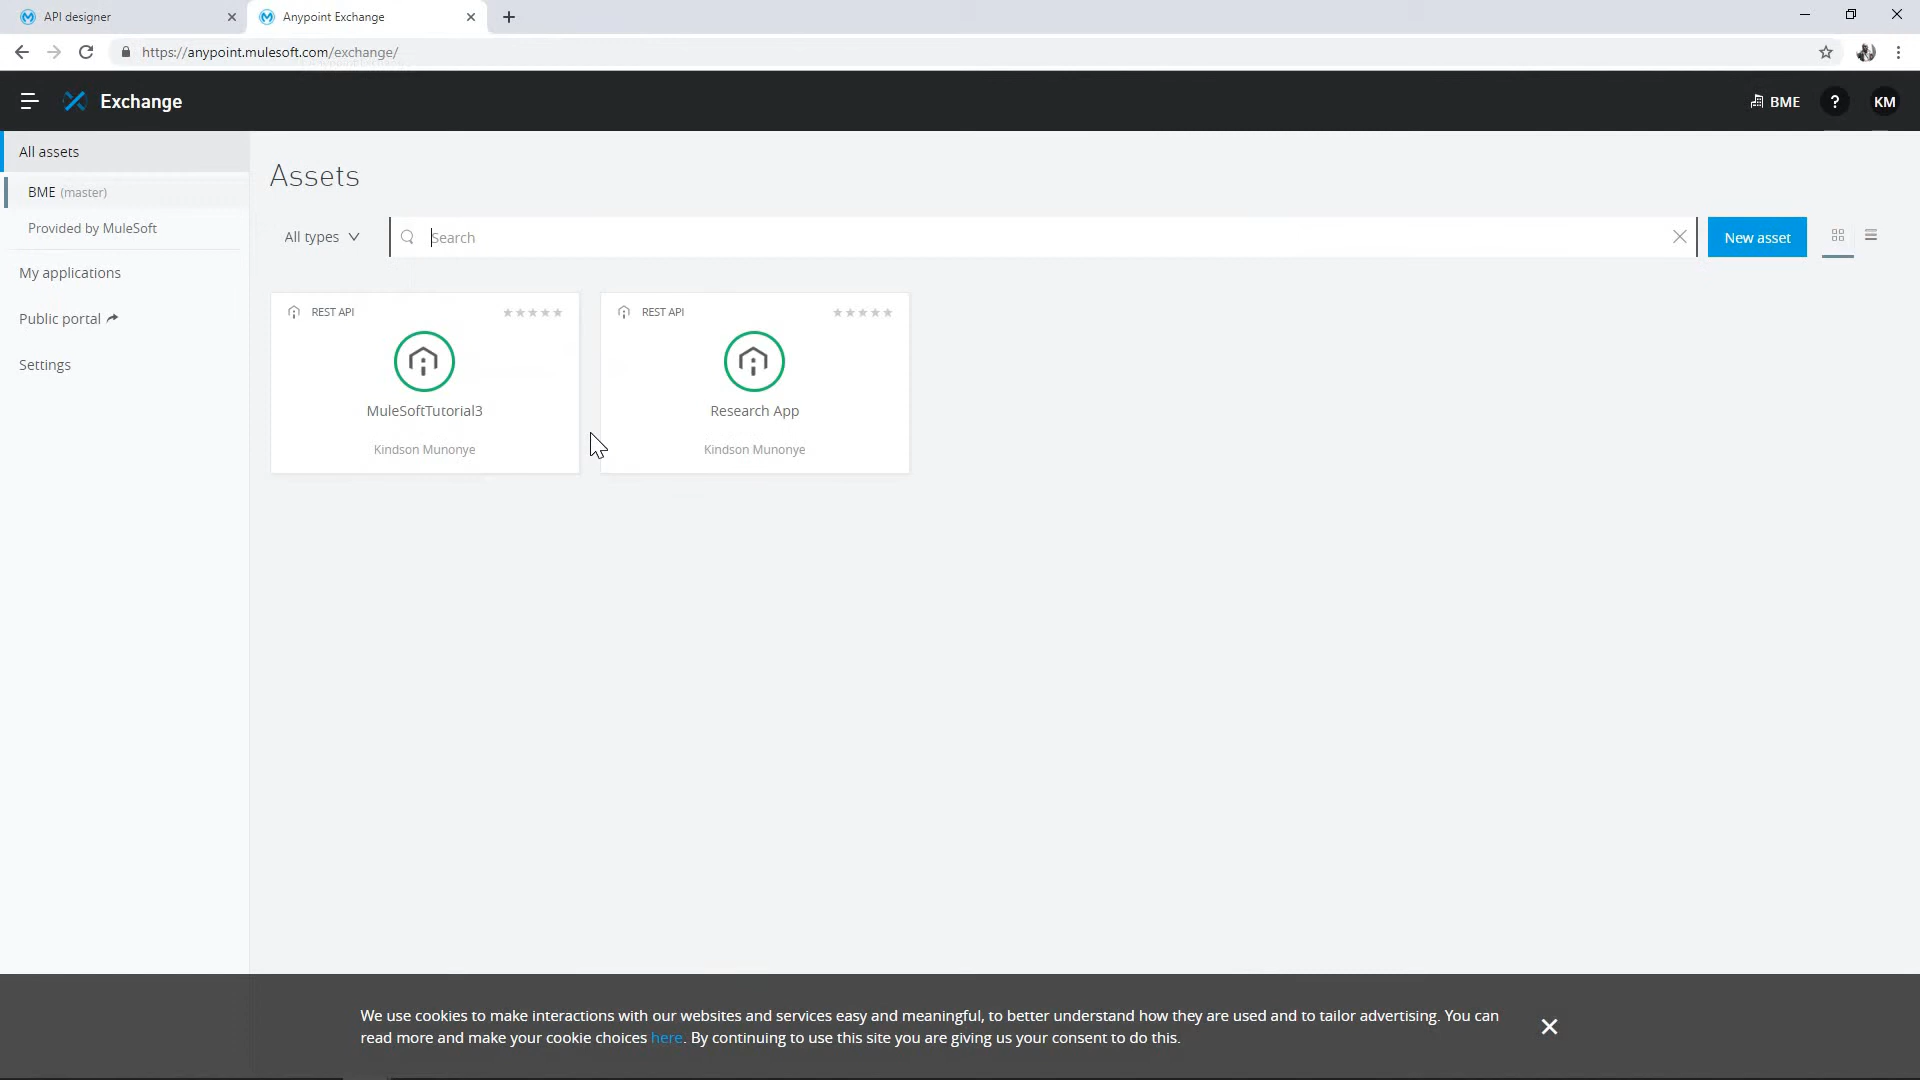 API designer
Anypoint Exchange
https://anypoint.mulesoft.com/exchange/
Exchange
BME
?
KM
All assets
BME (master)
Provided by MuleSoft
My applications
Public portal
Settings
Assets
All types
Search
New asset
REST API
MuleSoftTutorial3
Kindson Munonye
REST API
Research App
Kindson Munonye
We use cookies to make interactions with our websites and services easy and meaningful, to better understand how they are used and to tailor advertising. You can
read more and make your cookie choices here. By continuing to use this site you are giving us your consent to do this.